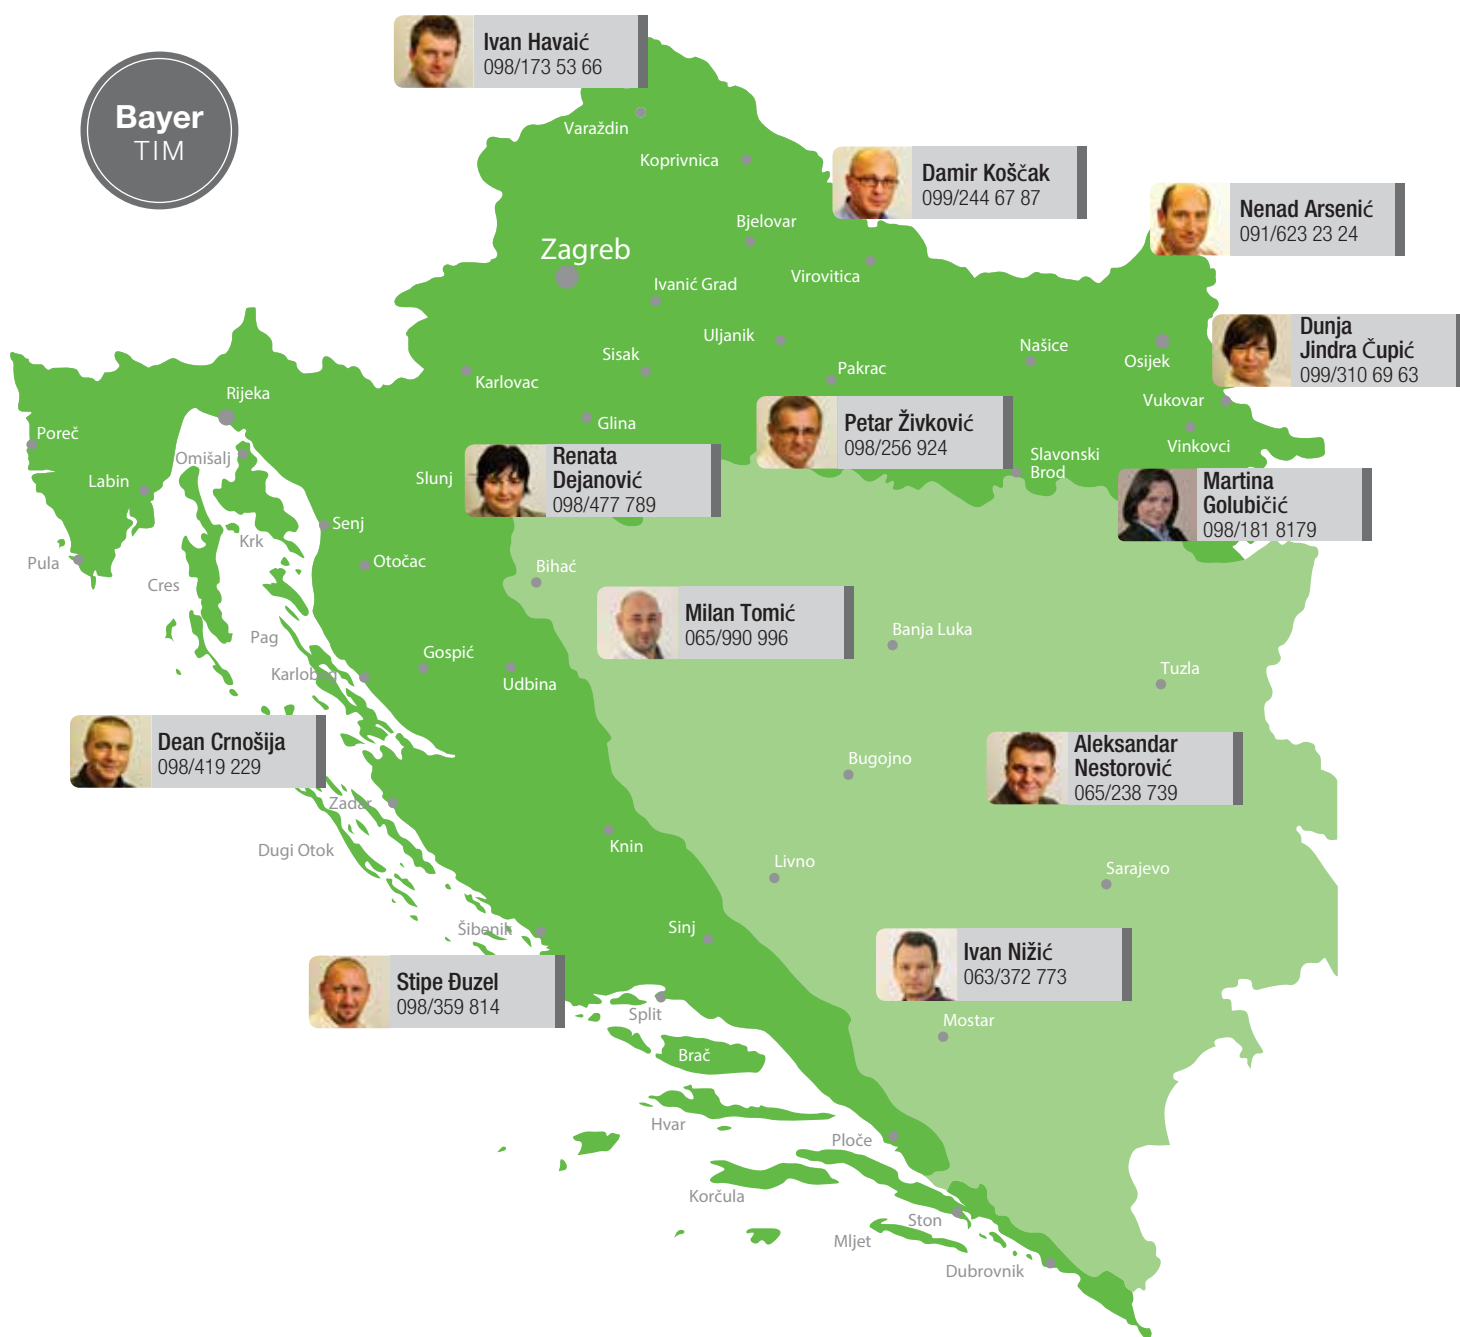 Ivan Havaić
098/173 53 66
Bayer
TIM
Varaždin
Koprivnica
Damir Koščak
099/244 67 87
Nenad Arsenić
091/623 23 24
Bjelovar
Zagreb
Virovitica
Ivanić Grad
Uljanik
Našice
Osijek
Dunja
Jindra Čupić
099/310 69 63
Sisak
Pakrac
Karlovac
Rijeka
Vukovar
Glina
Petar Živković
098/256 924
Poreč
Omišalj
Vinkovci
Slavonski
Brod
Renata
Dejanović
098/477 789
Slunj
Labin
Martina
Golubičić
098/181 8179
Senj
Krk
Pula
Otočac
Cres
Bihać
Milan Tomić
065/990 996
Banja Luka
Pag
Gospić
Karlobag
Udbina
Tuzla
Dean Crnošija
098/419 229
Bugojno
Aleksandar
Nestorović
065/238 739
Zadar
Dugi Otok
Knin
Livno
Sarajevo
Šibenik
Sinj
Ivan Nižić
063/372 773
Stipe Đuzel
098/359 814
Split
Mostar
Brač
Hvar
Ploče
Korčula
Ston
Mljet
Dubrovnik